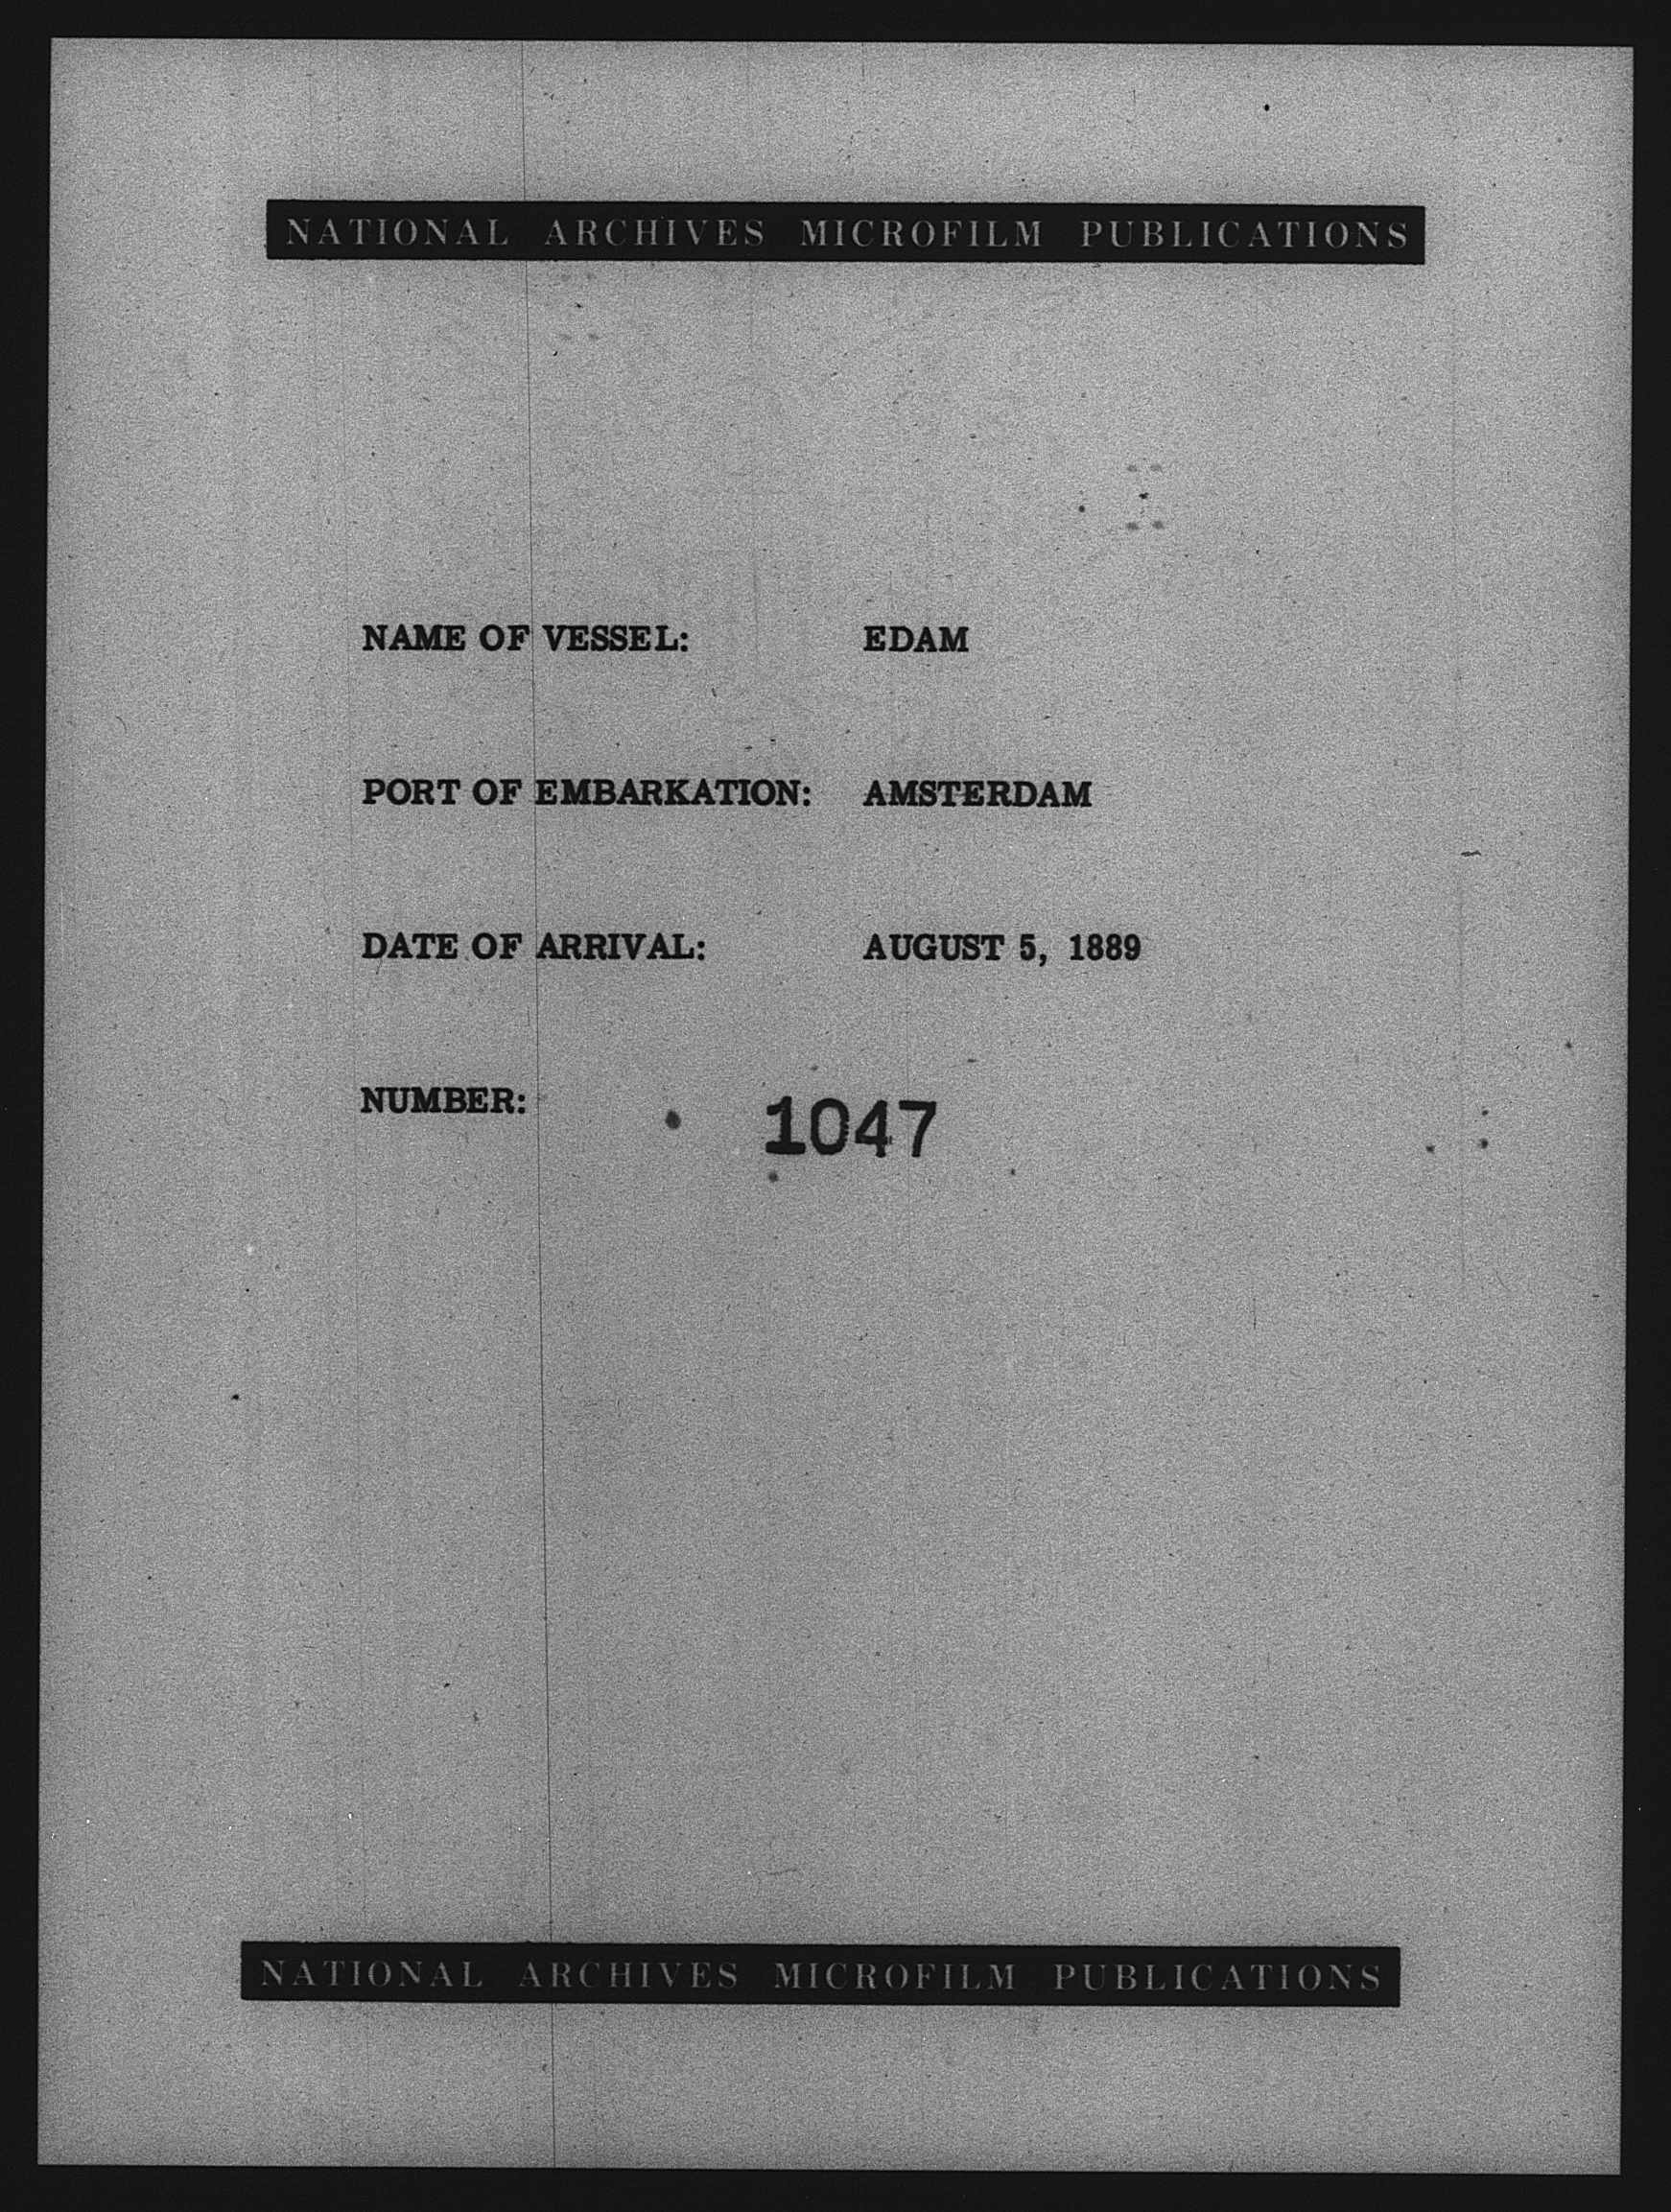 NATIONAL ARCHIVES MICROFILM PUBLICATIONS
NAME OF VESSEL: EDAM
PORT OF EMBARKATION: AMSTERDAM
DATE OF ARRIVAL: AUGUST 5, 1889
NUMBER: 1047
NATIONAL ARCHIVES MICROFILM PUBLICATIONS